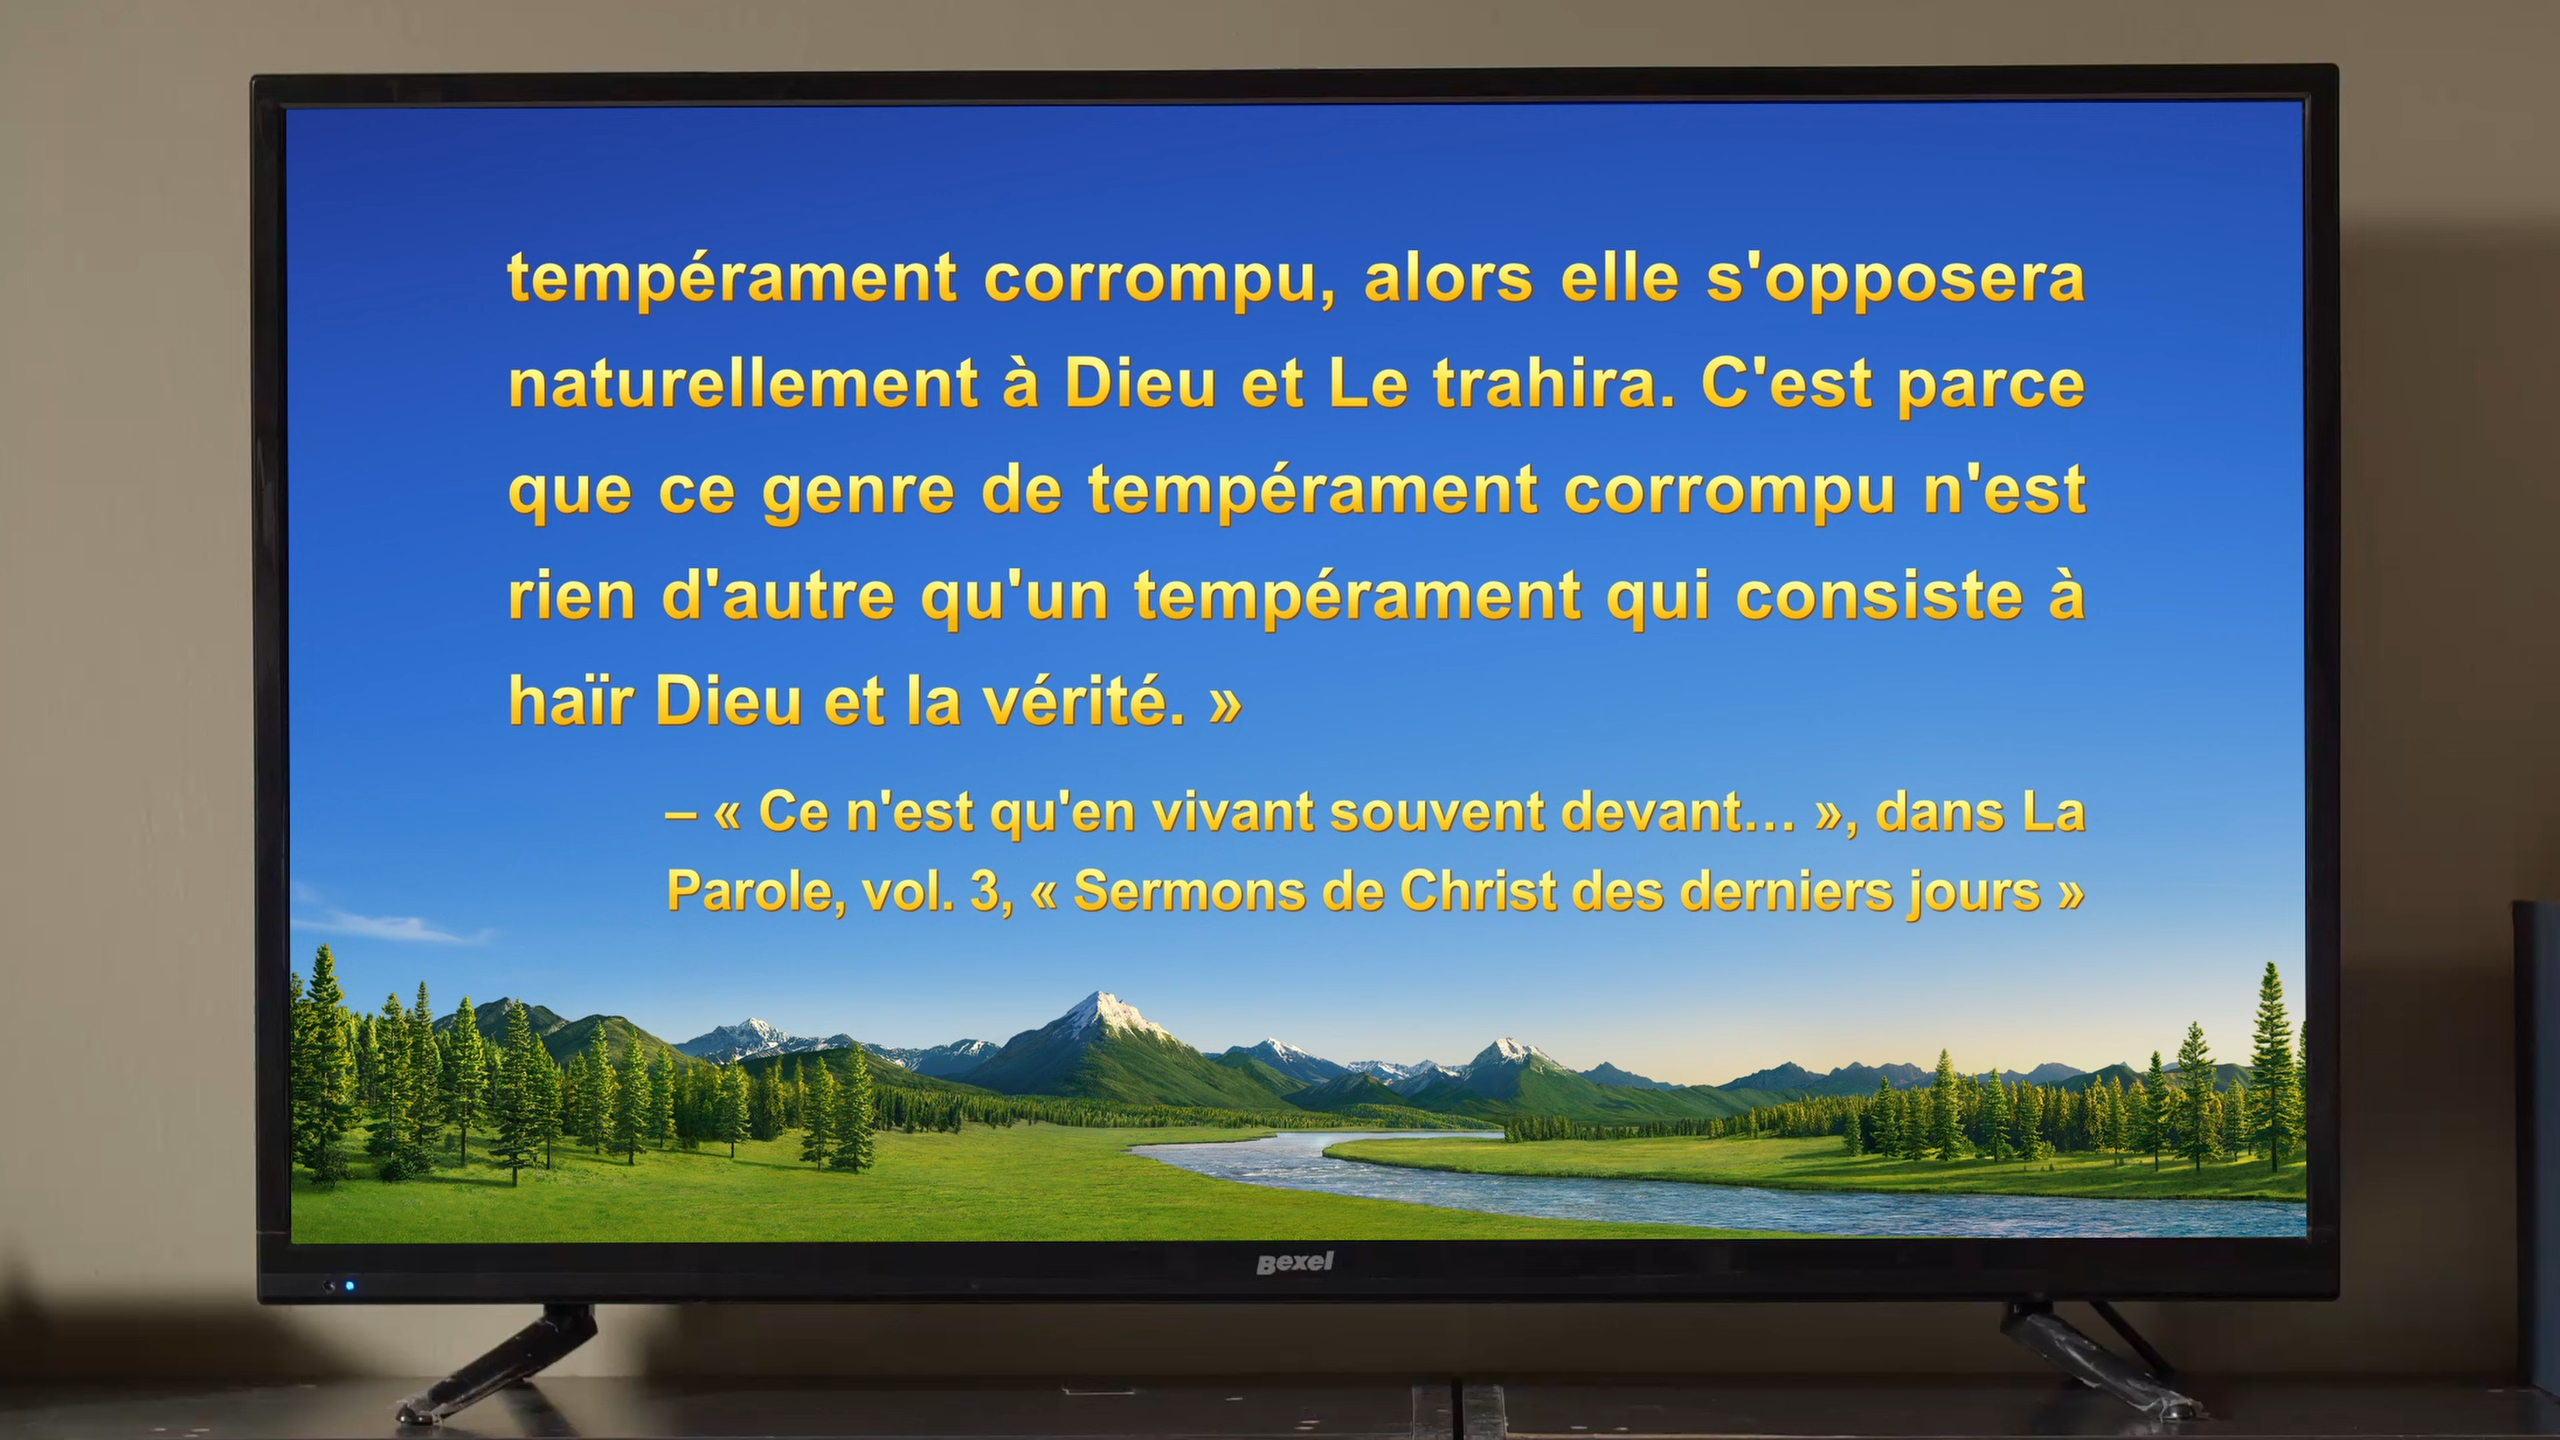 tempérament corrompu, alors elle s'opposera
naturellement à Dieu et Le trahira. C'est parce
que ce genre de tempérament corrompu n'est
rien d'autre qu'un tempérament qui consiste à
haïr Dieu et la vérité. »
– « Ce n'est qu'en vivant souvent devant… », dans La
Parole, vol. 3, « Sermons de Christ des derniers jours »
Bexel